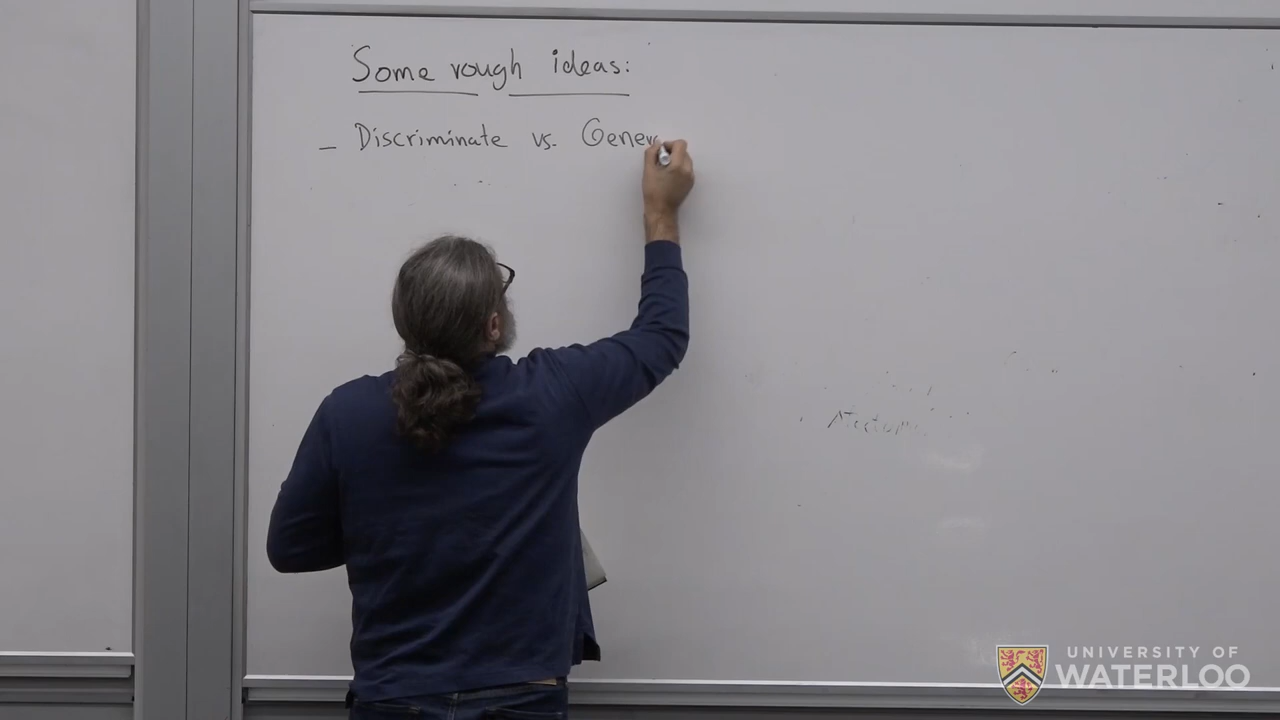 Some rough ideas:
- Discriminate vs. Gener
UNIVERSITY OF
WATERLOO